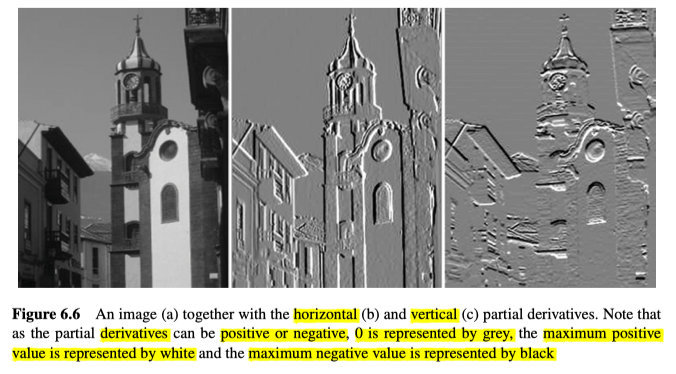 Figure 6.6 An image (a) together with the horizontal (b) and vertical (c) partial derivatives. Note that
as the partial derivatives can be positive or negative, 0 is represented by grey, the maximum positive
value is represented by white and the maximum negative value is represented by black